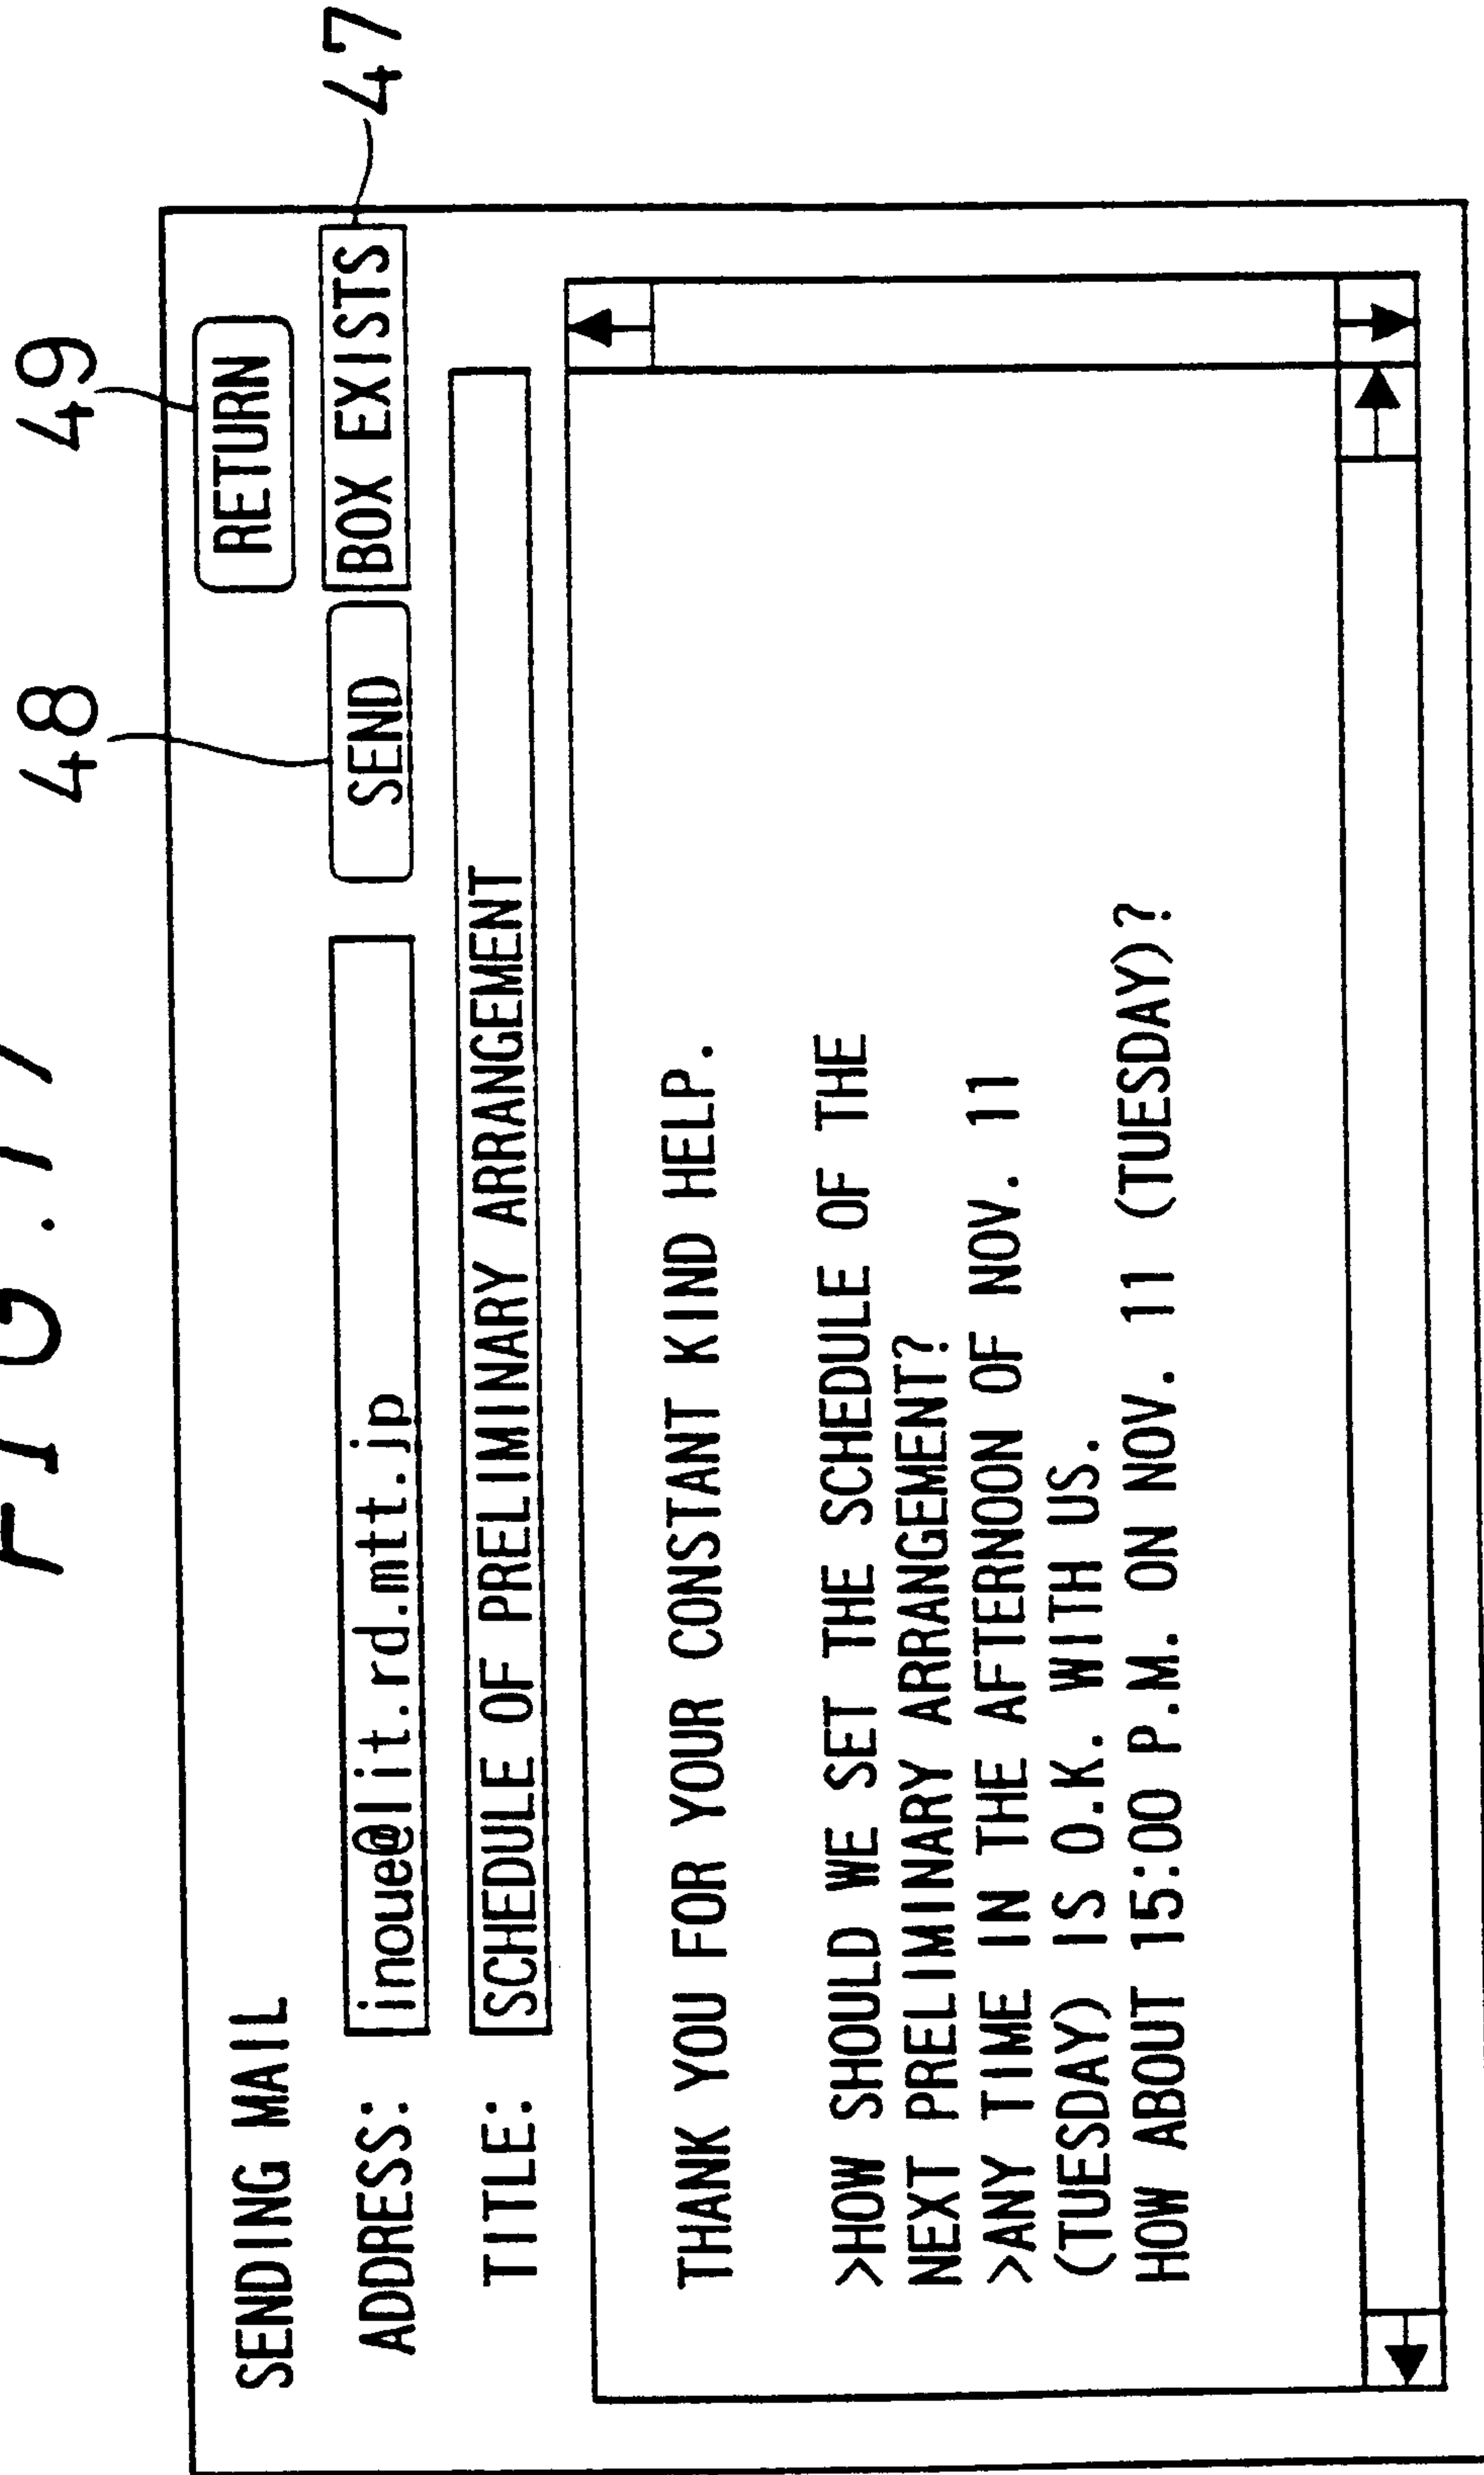 FIG. 17
48
49
SENDING MAIL
RETURN
ADDRESS: inoue@lit.rd.mtt.jp SEND BOX EXISTS 47
TITLE: SCHEDULE OF PRELIMINARY ARRANGEMENT
THANK YOU FOR YOUR CONSTANT KIND HELP.
>HOW SHOULD WE SET THE SCHEDULE OF THE
NEXT PRELIMINARY ARRANGEMENT?
>ANY TIME IN THE AFTERNOON OF NOV. 11
(TUESDAY) IS O.K. WITH US.
HOW ABOUT 15:00 P.M. ON NOV. 11 (TUESDAY)?